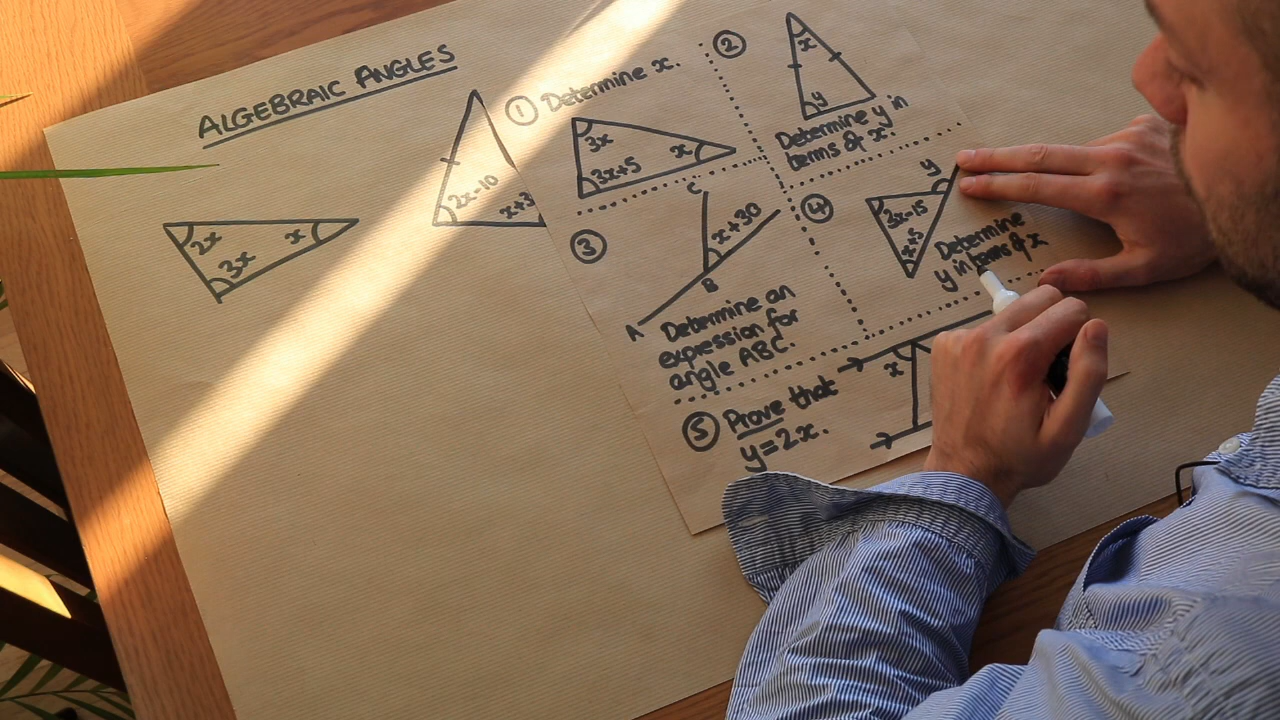 ALGEBRAIC ANGLES
2x
x
3x
2x-10
x+3
① Determine x.
3x
3x+5
x
②
x
y
Determine y in
terms of x.
③
C
x+30
B
A
Determine an
expression for
angle ABC.
④
y
3x-15
x+5
Determine
y in terms of x
⑤ Prove that
y=2x.
x